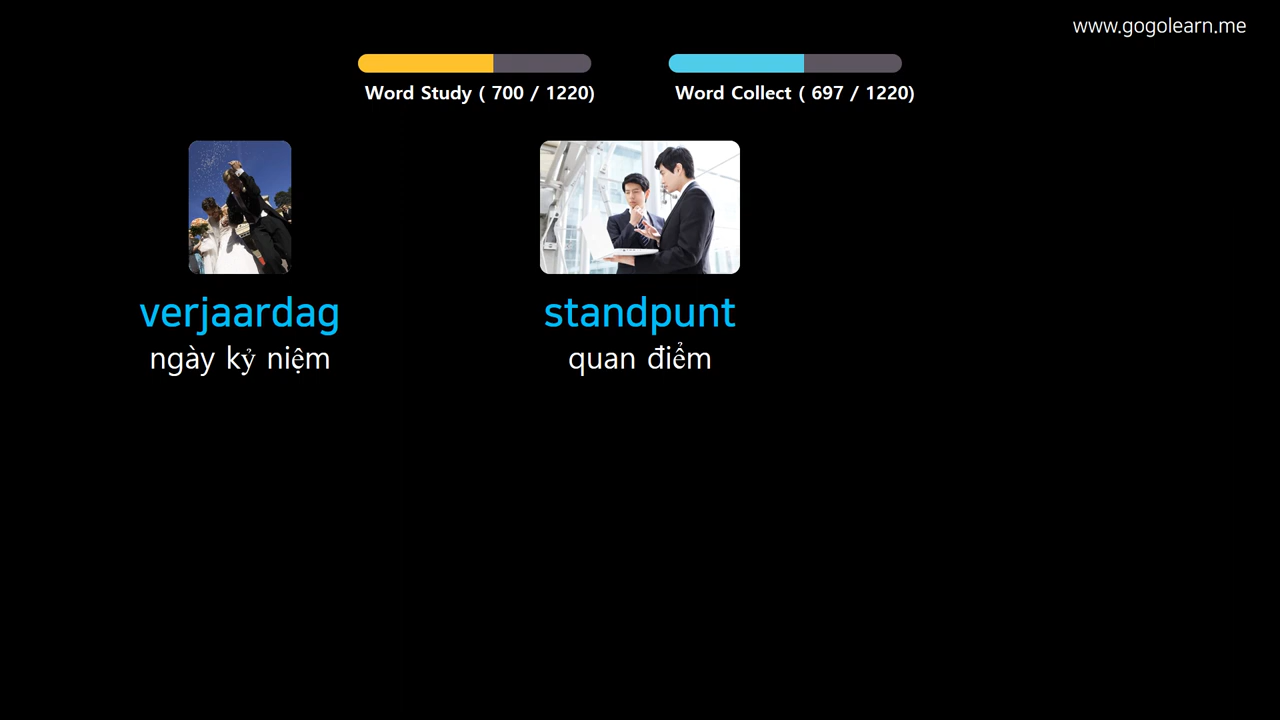 www.gogolearn.me
Word Study ( 700 / 1220)
Word Collect ( 697 / 1220)
verjaardag
ngày kỷ niệm
standpunt
quan điểm